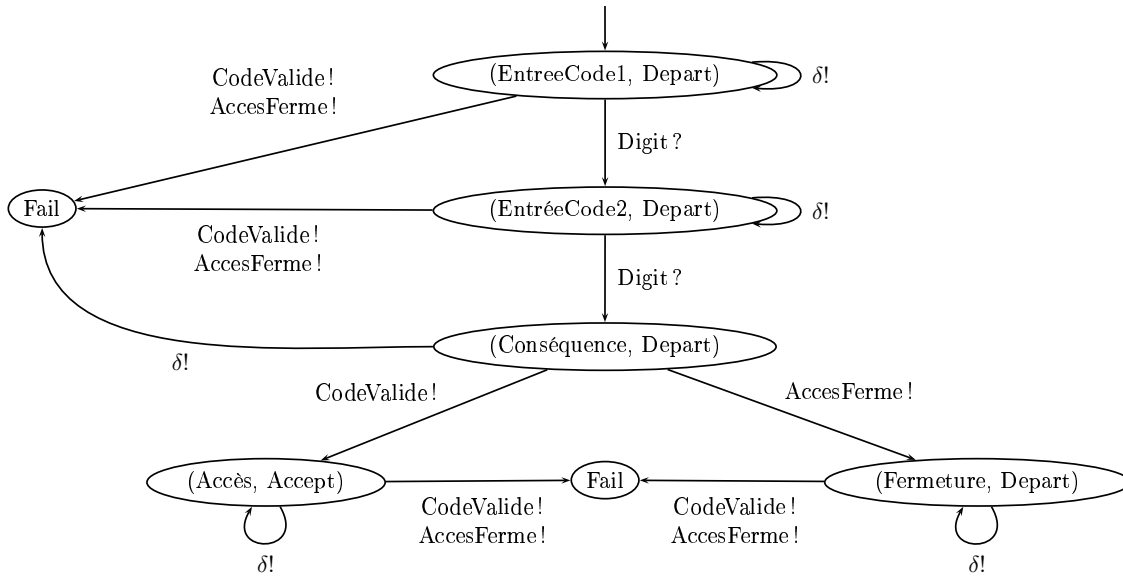 (EntreeCode1, Depart)
δ!
CodeValide!
AccesFerme!
Digit?
Fail
(EntréeCode2, Depart)
δ!
CodeValide!
AccesFerme!
Digit?
(Conséquence, Depart)
δ!
CodeValide!
AccesFerme!
(Accès, Accept)
Fail
(Fermeture, Depart)
CodeValide!
AccesFerme!
CodeValide!
AccesFerme!
δ!
δ!